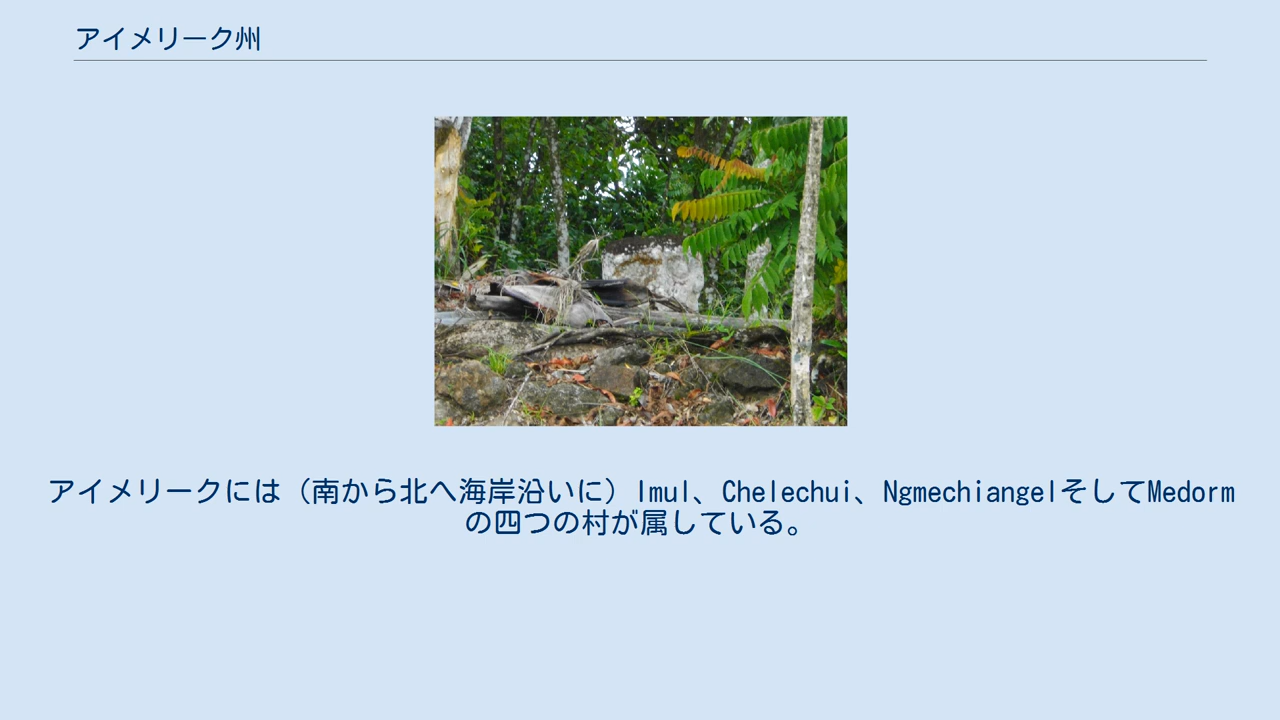 アイメリーク州
アイメリークには（南から北へ海岸沿いに）Imul、Chelechui、NgmechiangelそしてMedorm
の四つの村が属している。